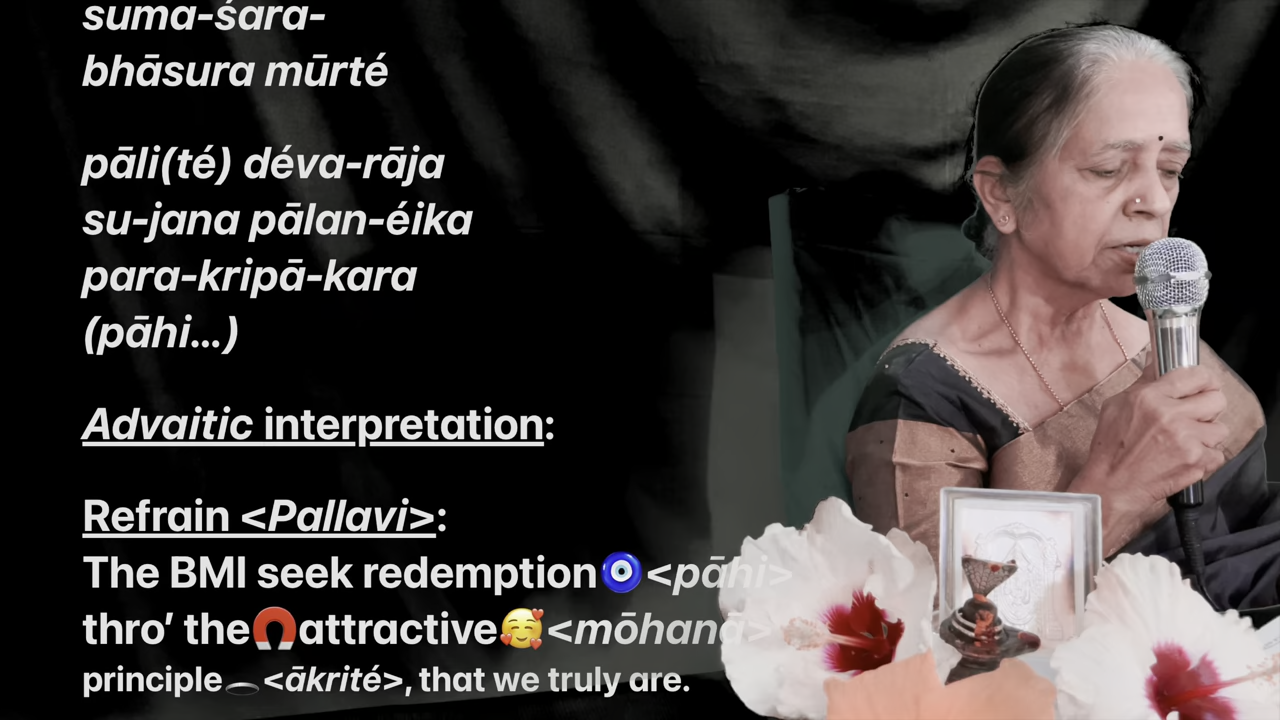 suma-śara-
bhāsura mūrté
pāli(té) déva-rāja
su-jana pālan-éika
para-kripā-kara
(pāhi...)
Advaitic interpretation:
Refrain <Pallavi>:
The BMI seek redemption🧿<pāhi>
thro’ the🧲attractive🥰<mōhanā>
principle🕳️<ākrité>, that we truly are.